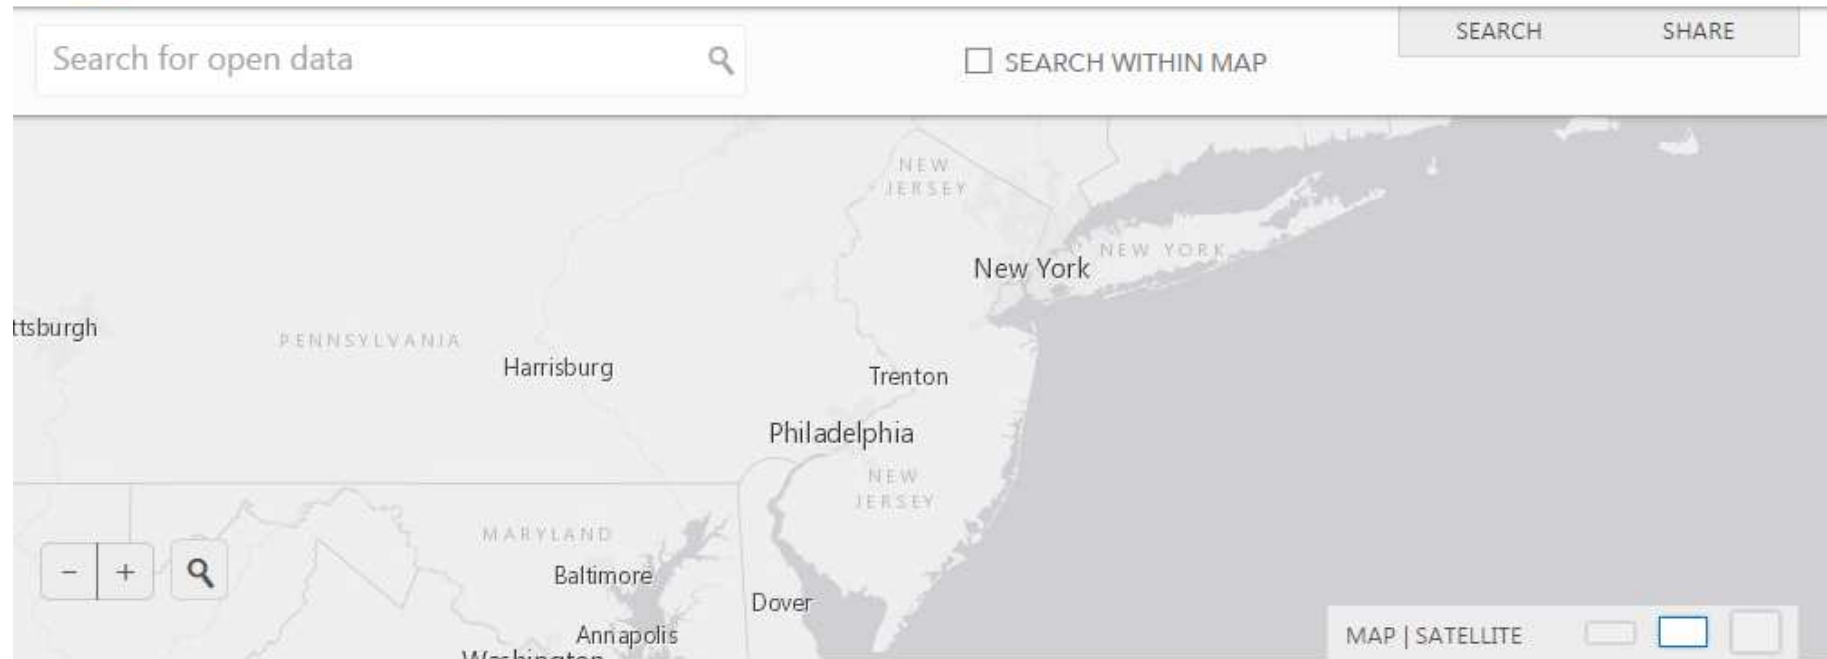 SEARCH SHARE
Search for open data
SEARCH WITHIN MAP
NEW
JERSEY
NEW YORK
New York
ttsburgh
PENNSYLVANIA
Harrisburg
Trenton
Philadelphia
NEW
JERSEY
MARYLAND
- +
Baltimore
Dover
Annapolis
MAP | SATELLITE
Washington